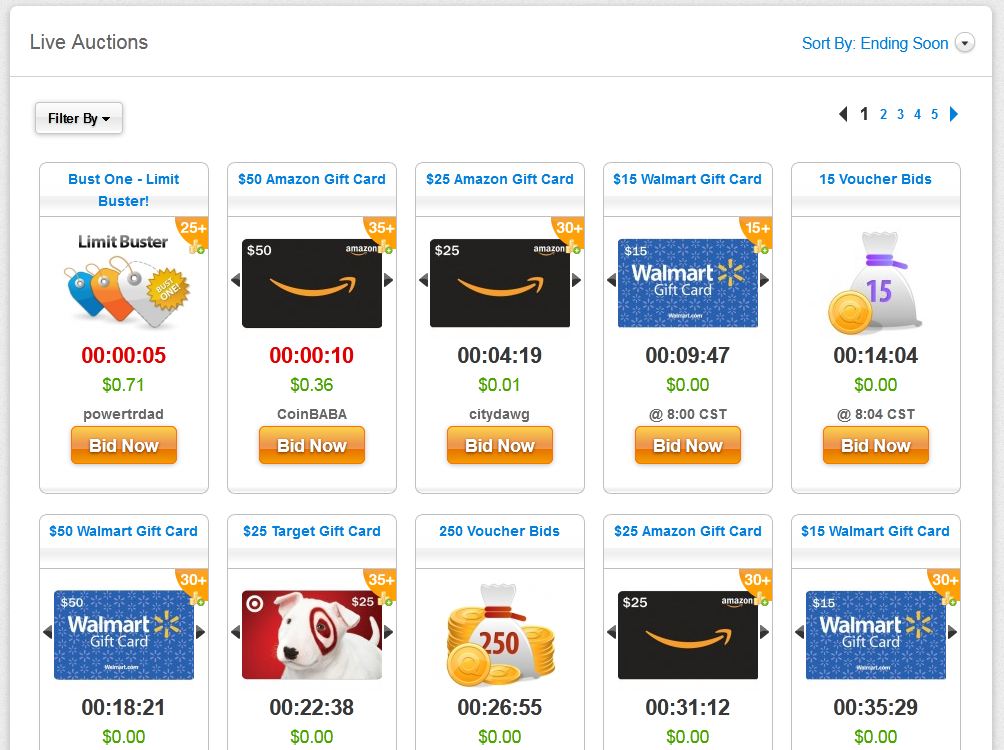 Live Auctions
Sort By: Ending Soon
Filter By
1 2 3 4 5
Bust One - Limit
Buster!
25+
Limit Buster
BUST
ONE!
00:00:05
$0.71
powertrdad
Bid Now
$50 Amazon Gift Card
35+
$50 amazon
00:00:10
$0.36
CoinBABA
Bid Now
$25 Amazon Gift Card
30+
$25 amazon
00:04:19
$0.01
citydawg
Bid Now
$15 Walmart Gift Card
15+
$15
Walmart
Gift Card
Walmart.com
00:09:47
$0.00
@ 8:00 CST
Bid Now
15 Voucher Bids
15
00:14:04
$0.00
@ 8:04 CST
Bid Now
$50 Walmart Gift Card
30+
$50
Walmart
Gift Card
Walmart.com
00:18:21
$0.00
$25 Target Gift Card
35+
$25
00:22:38
$0.00
250 Voucher Bids
250
00:26:55
$0.00
$25 Amazon Gift Card
30+
$25 amazon
00:31:12
$0.00
$15 Walmart Gift Card
30+
$15
Walmart
Gift Card
Walmart.com
00:35:29
$0.00